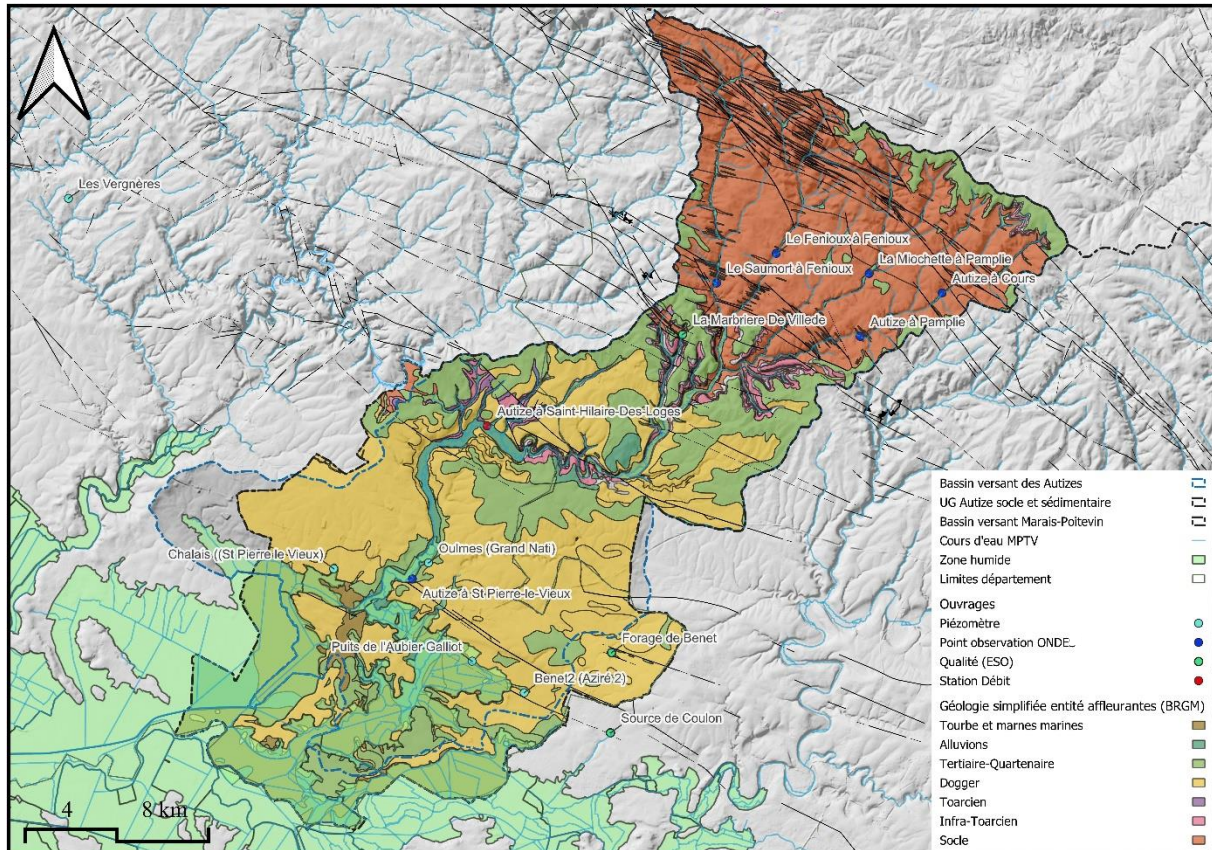 Les Vergnères
Le Fenioux à Fenioux
La Miochette à Pamplie
Le Saumort à Fenioux
Autize à Cours
La Marbriere De Villede
Autize à Pamplie
Autize à Saint-Hilaire-Des-Loges
Chalais ((St Pierre le Vieux)
Oulmes (Grand Nati)
Autize à St-Pierre-le-Vieux
Puits de l'Aubier-Galliot
Forage de Benet
Benet2 (Aziré 2)
Source de Coulon
4
8 km
Bassin versant des Autizes
UG Autize socle et sédimentaire
Bassin versant Marais-Poitevin
Cours d'eau MPTV
Zone humide
Limites département
Ouvrages
Piézomètre
Point observation ONDE..
Qualité (ESO)
Station Débit
Géologie simplifiée entité affleurantes (BRGM)
Tourbe et marnes marines
Alluvions
Tertiaire-Quartenaire
Dogger
Toarcien
Infra-Toarcien
Socle